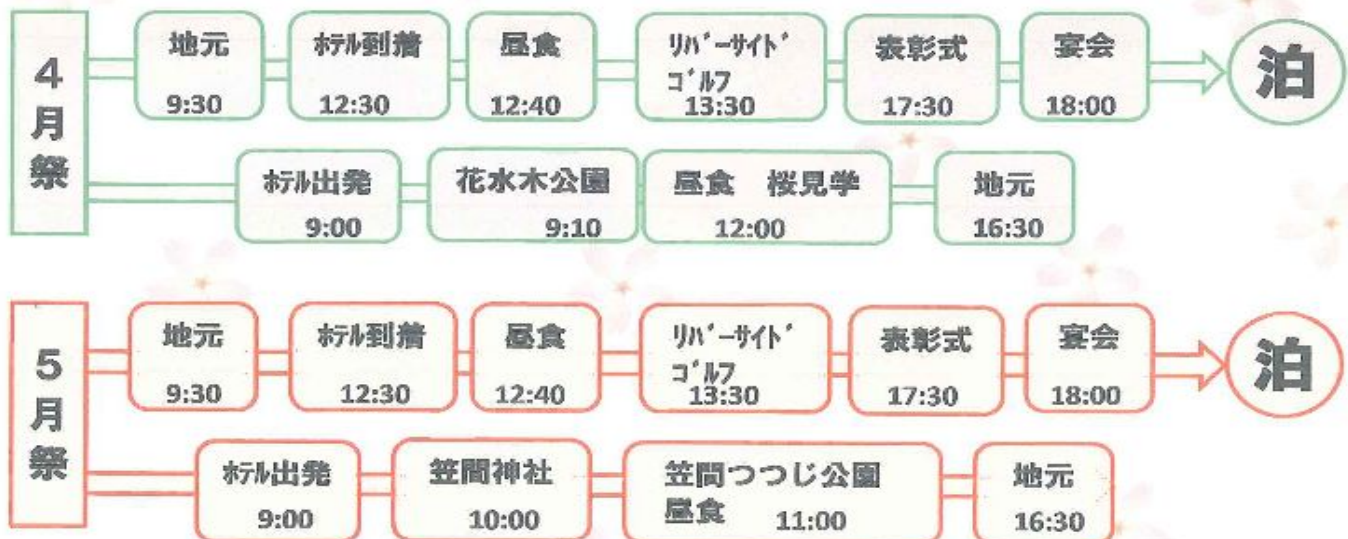 4月祭
地元 ﾎﾃﾙ到着 昼食 ﾘﾊﾞｰｻｲﾄﾞ 表彰式 宴会
ｺﾞﾙﾌ
9:30 12:30 12:40 13:30 17:30 18:00
泊
ﾎﾃﾙ出発 花水木公園 昼食 桜見学 地元
9:00 9:10 12:00 16:30
5月祭
地元 ﾎﾃﾙ到着 昼食 ﾘﾊﾞｰｻｲﾄﾞ 表彰式 宴会
ｺﾞﾙﾌ
9:30 12:30 12:40 13:30 17:30 18:00
泊
ﾎﾃﾙ出発 笠間神社 笠間つつじ公園 地元
昼食
9:00 10:00 11:00 16:30